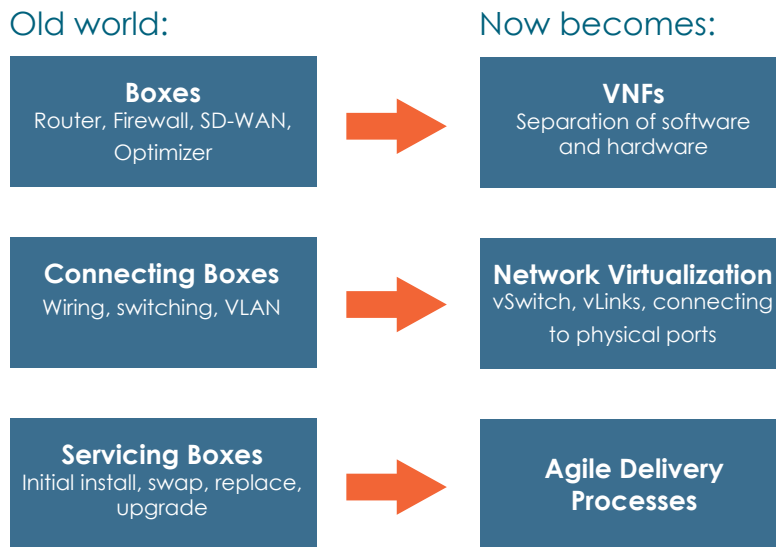 Old world:
Now becomes:
Boxes
Router, Firewall, SD-WAN,
Optimizer
VNFs
Separation of software
and hardware
Connecting Boxes
Wiring, switching, VLAN
Network Virtualization
vSwitch, vLinks, connecting
to physical ports
Servicing Boxes
Initial install, swap, replace,
upgrade
Agile Delivery
Processes